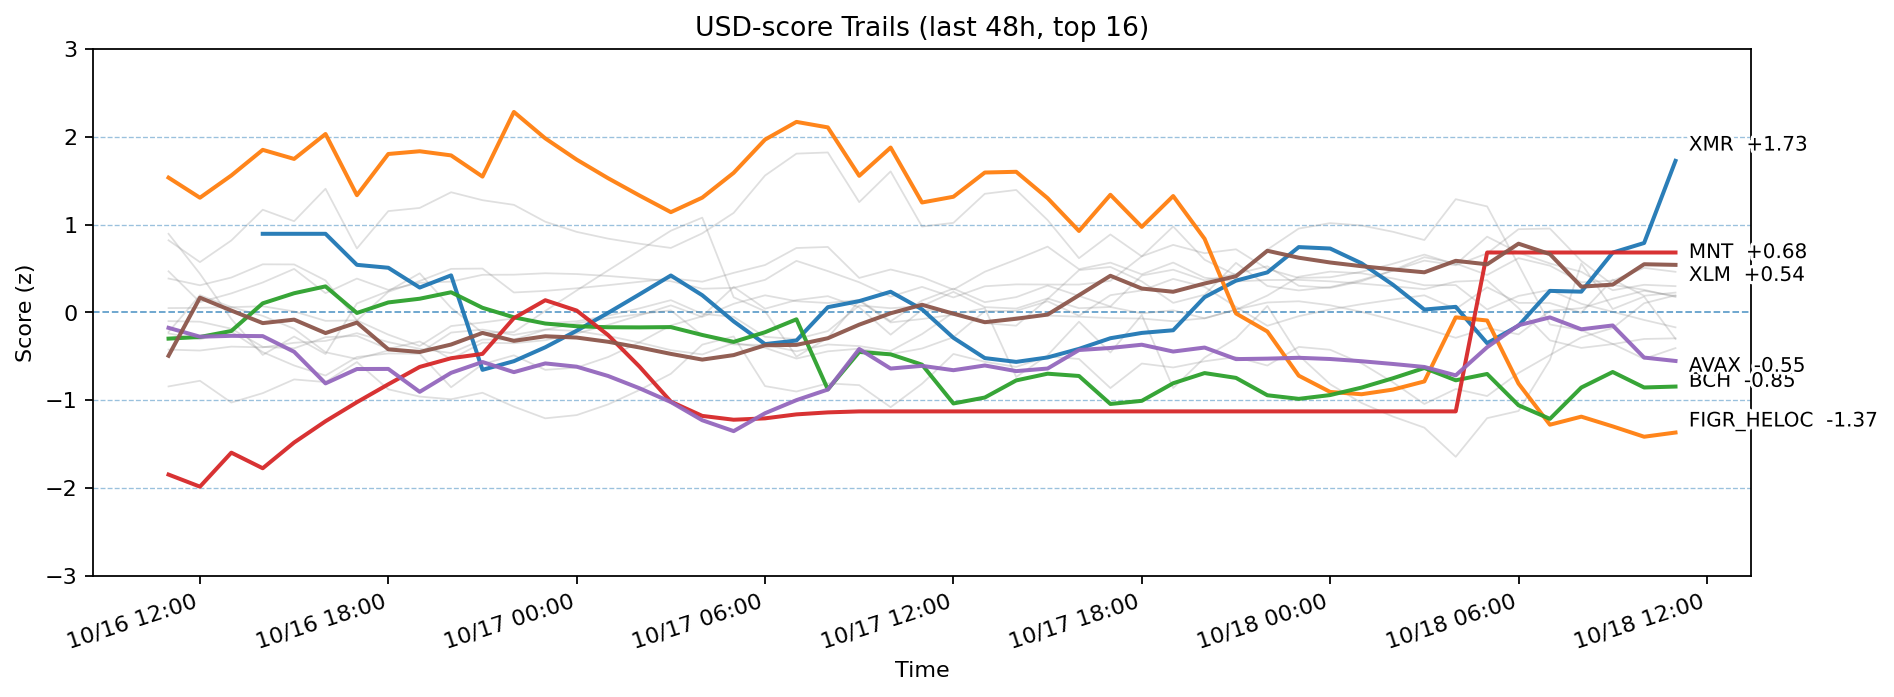 USD-score Trails (last 48h, top 16)
Score (z)
3
2
1
0
−1
−2
−3
XMR +1.73
MNT +0.68
XLM +0.54
AVAX -0.55
BCH -0.85
FIGR_HELOC -1.37
10/16 12:00
10/16 18:00
10/17 00:00
10/17 06:00
10/17 12:00
10/17 18:00
10/18 00:00
10/18 06:00
10/18 12:00
Time